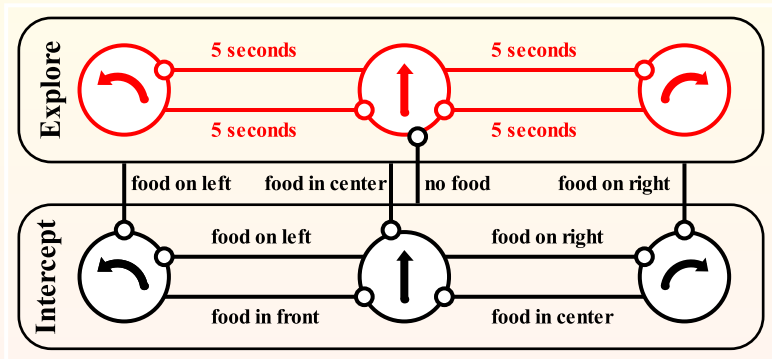 Explore
5 seconds
5 seconds
5 seconds
5 seconds
food on left
food in center
no food
food on right
Intercept
food on left
food on right
food in front
food in center